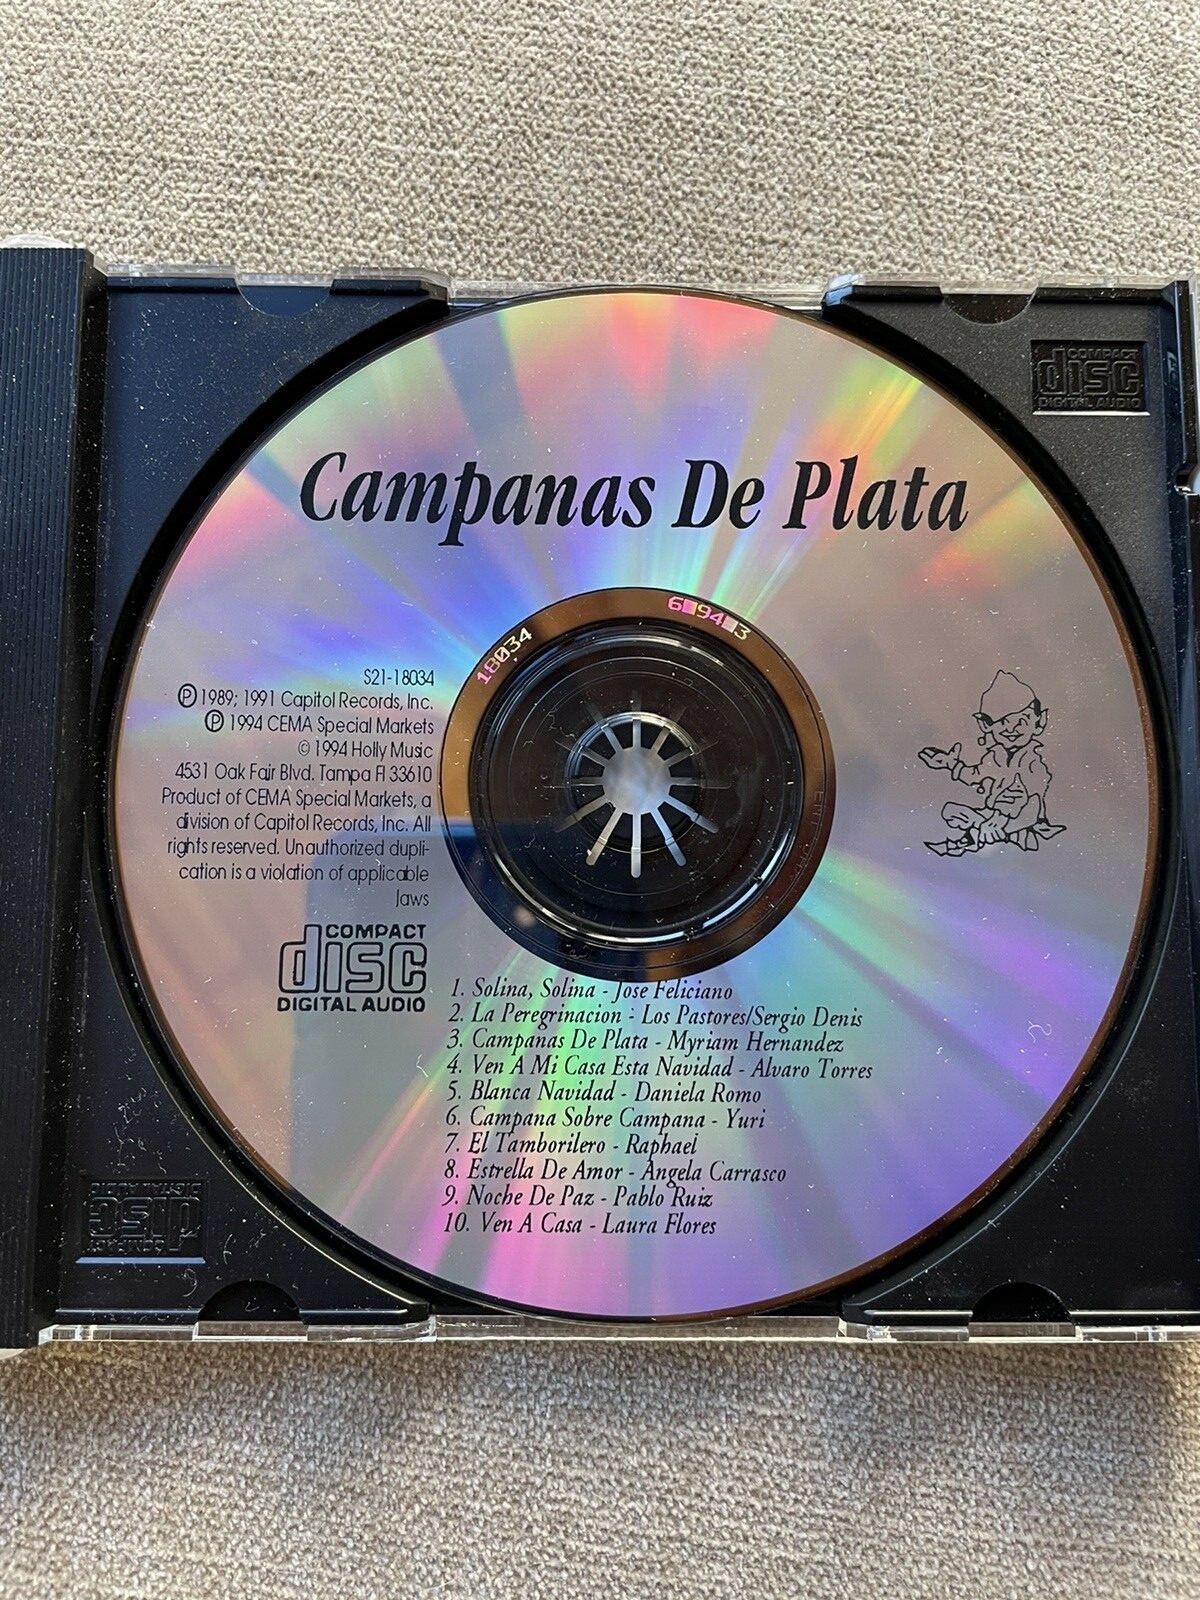 COMPACT
disc
DIGITAL AUDIO
Campanas De Plata
18034
S21-18034
℗ 1989; 1991 Capitol Records, Inc.
℗ 1994 CEMA Special Markets
© 1994 Holly Music
4531 Oak Fair Blvd. Tampa Fl 33610
Product of CEMA Special Markets, a
division of Capitol Records, Inc. All
rights reserved. Unauthorized dupli-
cation is a violation of applicable
laws
COMPACT
disc
DIGITAL AUDIO
1. Solina, Solina - Jose Feliciano
2. La Peregrinacion - Los Pastores/Sergio Denis
3. Campanas De Plata - Myriam Hernandez
4. Ven A Mi Casa Esta Navidad - Alvaro Torres
5. Blanca Navidad - Daniela Romo
6. Campana Sobre Campana - Yuri
7. El Tamborilero - Raphael
8. Estrella De Amor - Angela Carrasco
9. Noche De Paz - Pablo Ruiz
10. Ven A Casa - Laura Flores
COMPACT
disc
DIGITAL AUDIO